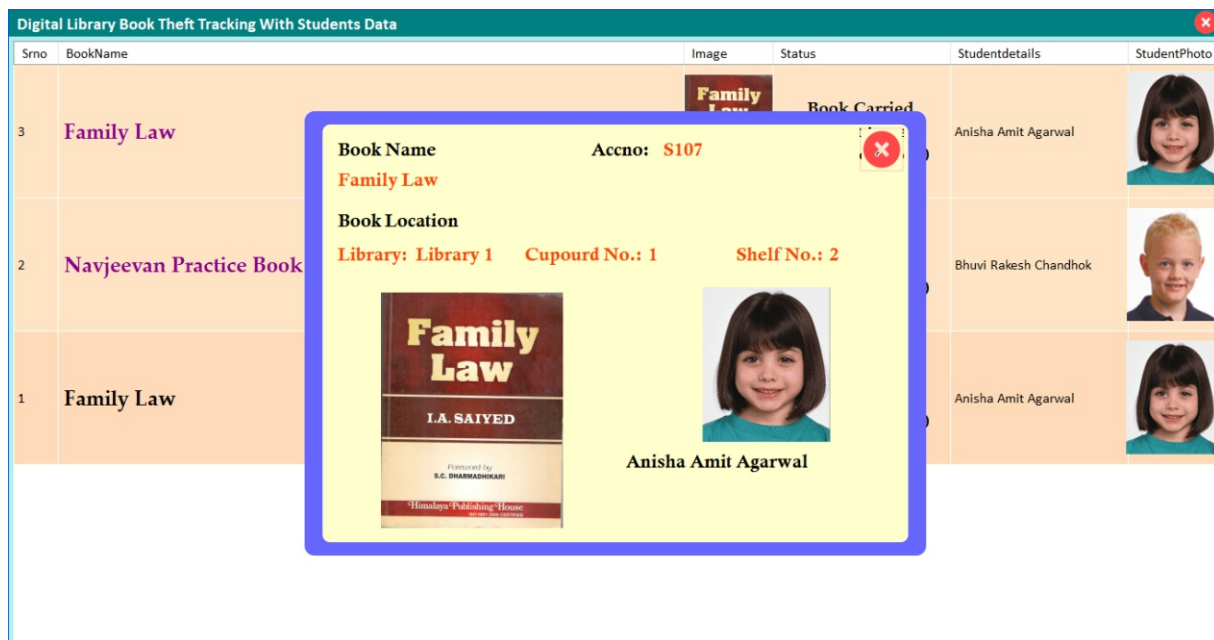 Digital Library Book Theft Tracking With Students Data
Srno BookName Image Status Studentdetails StudentPhoto
3 Family Law Family Law Book Carried Anisha Amit Agarwal
2 Navjeevan Practice Book Bhuvi Rakesh Chandhok
1 Family Law Anisha Amit Agarwal
Book Name Accno: S107
Family Law
Book Location
Library: Library 1 Cupourd No.: 1 Shelf No.: 2
Family
Law
I.A. SAIYED
Foreword by
S.C. DHARMADHIKARI
Himalaya Publishing House
Anisha Amit Agarwal